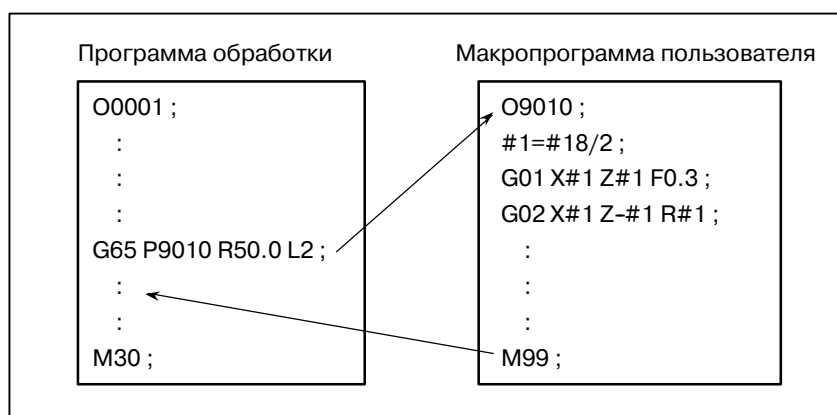 Программа обработки
O0001 ;
:
:
:
G65 P9010 R50.0 L2 ;
:
:
M30 ;
Макропрограмма пользователя
O9010 ;
#1=#18/2 ;
G01 X#1 Z#1 F0.3 ;
G02 X#1 Z-#1 R#1 ;
:
:
:
M99 ;